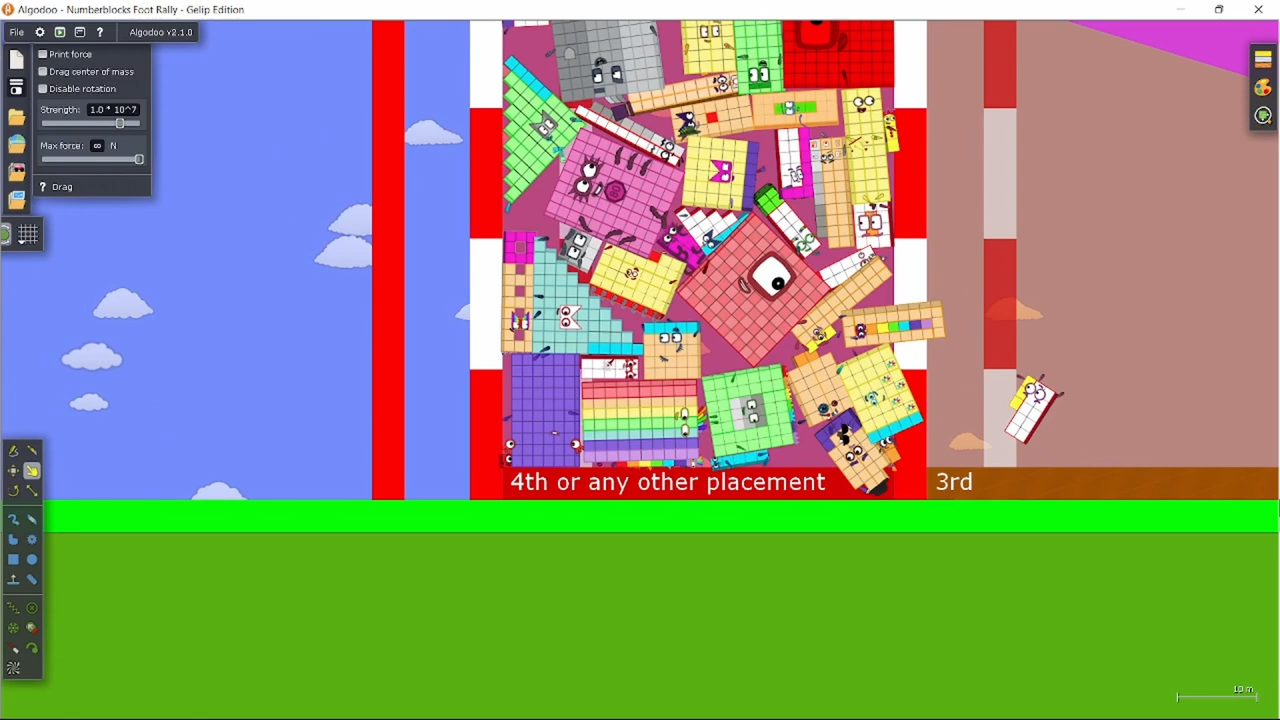 Algodoo - Numberblocks Foot Rally - Gelip Edition
File
?
Algodoo v2.1.0
Print force
Drag center of mass
Disable rotation
Strength: 1.0 * 10^7
Max force: ∞ N
? Drag
4th or any other placement
3rd
10 m